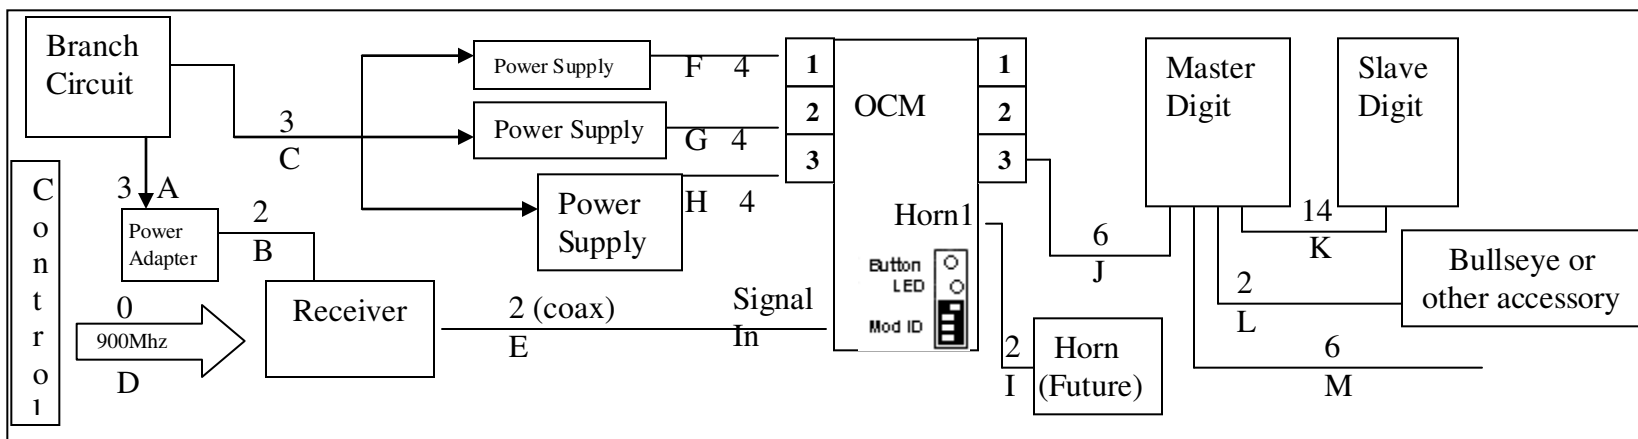 Branch
Circuit
3
C
3 A
Power
Adapter
2
B
Control
0
900Mhz
D
Receiver
2 (coax)
E
Signal
In
Power Supply
F 4
Power Supply
G 4
Power
Supply
H 4
1
2
3
OCM
1
2
3
Horn1
Button
LED
Mod ID
2
I
Horn
(Future)
6
J
Master
Digit
Slave
Digit
14
K
2
L
Bullseye or
other accessory
6
M